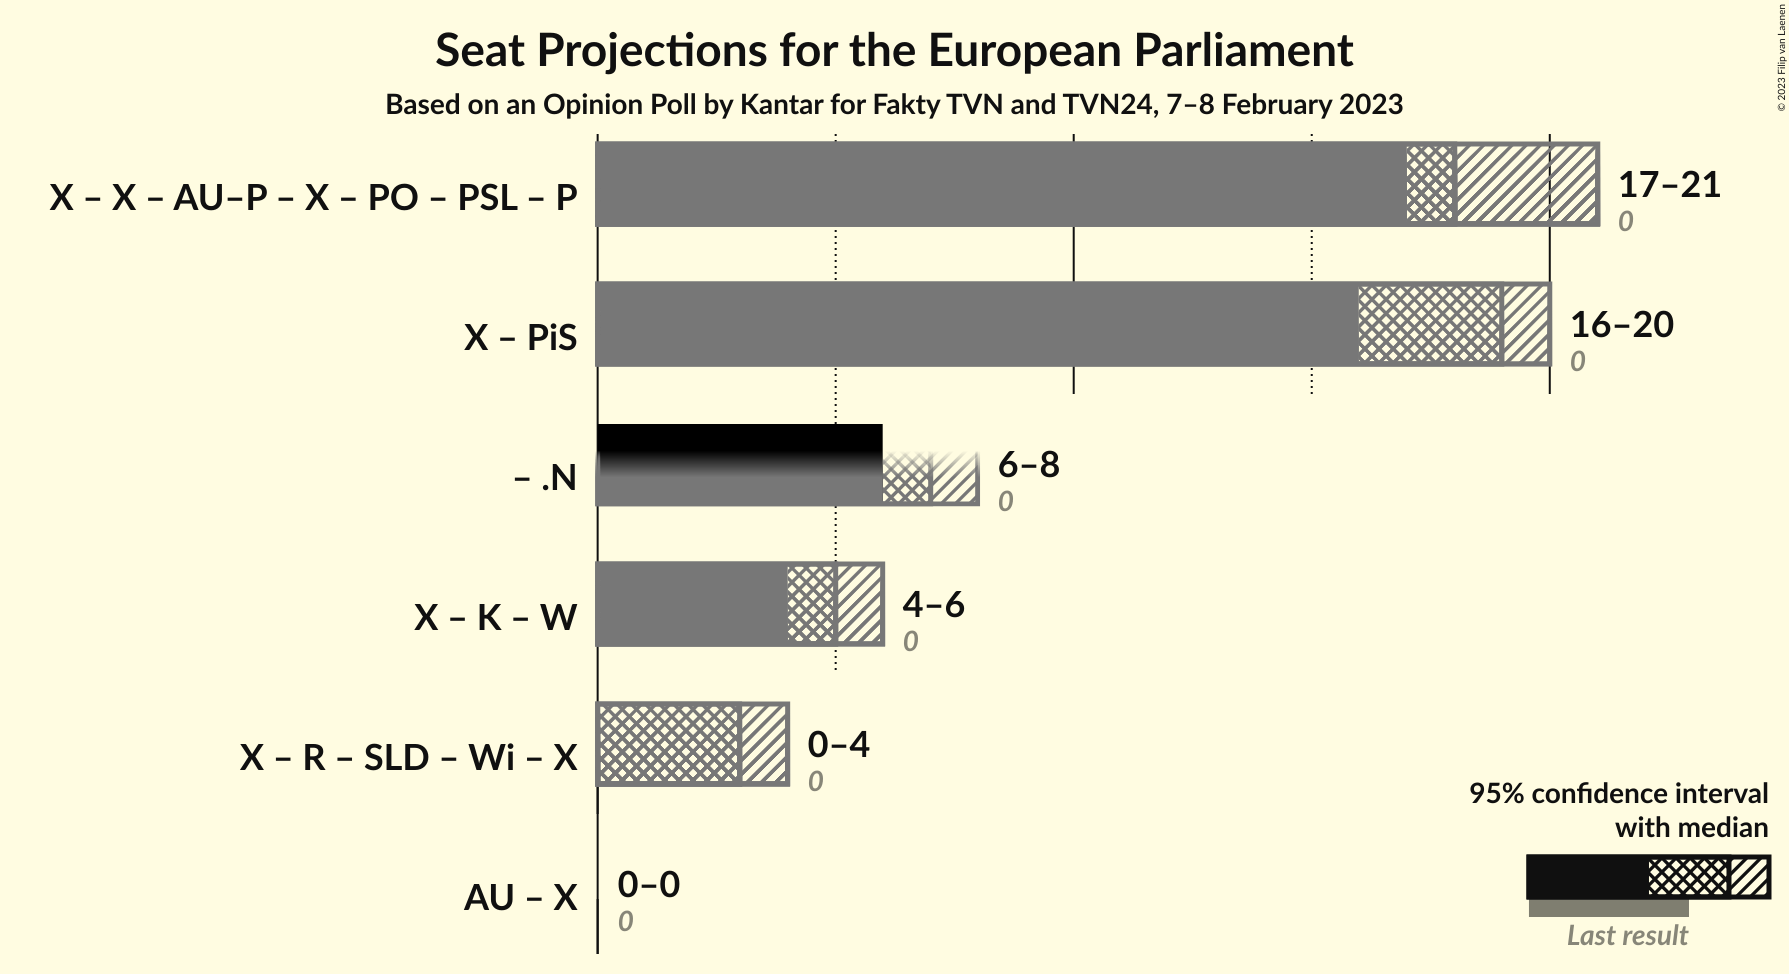 Seat Projections for the European Parliament
Based on an Opinion Poll by Kantar for Fakty TVN and TVN24, 7–8 February 2023
© 2023 Filip van Laenen
X – X – AU–P – X – PO – PSL – P
17–21
0
X – PiS
16–20
0
– .N
6–8
0
X – K – W
4–6
0
X – R – SLD – Wi – X
0–4
0
AU – X
0–0
0
95% confidence interval
with median
Last result